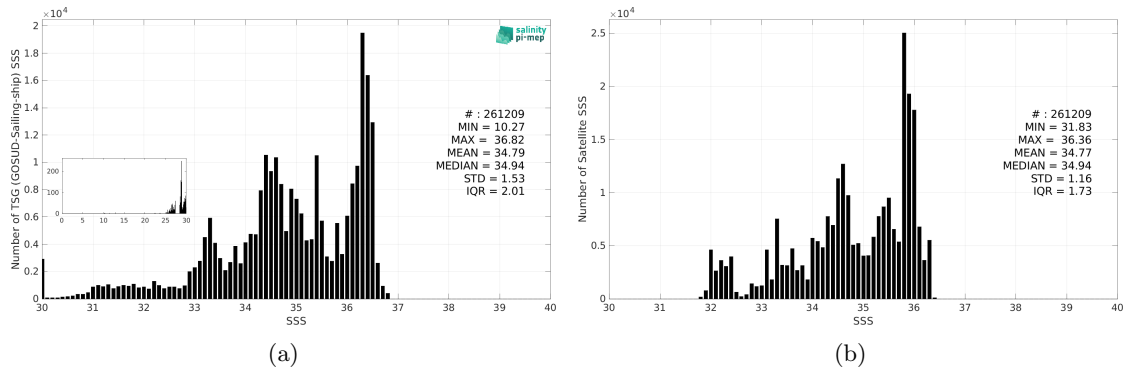 ×10⁴
2
1.8
1.6
1.4
1.2
1
0.8
0.6
0.4
0.2
0
Number of TSG (GOSUD-Sailing-ship) SSS
salinity
pi-mep
# : 261209
MIN = 10.27
MAX = 36.82
MEAN = 34.79
MEDIAN = 34.94
STD = 1.53
IQR = 2.01
200
100
0
0 5 10 15 20 25 30
30 31 32 33 34 35 36 37 38 39 40
SSS
(a)
×10⁴
2.5
2
1.5
1
0.5
0
Number of Satellite SSS
# : 261209
MIN = 31.83
MAX = 36.36
MEAN = 34.77
MEDIAN = 34.94
STD = 1.16
IQR = 1.73
30 31 32 33 34 35 36 37 38 39 40
SSS
(b)